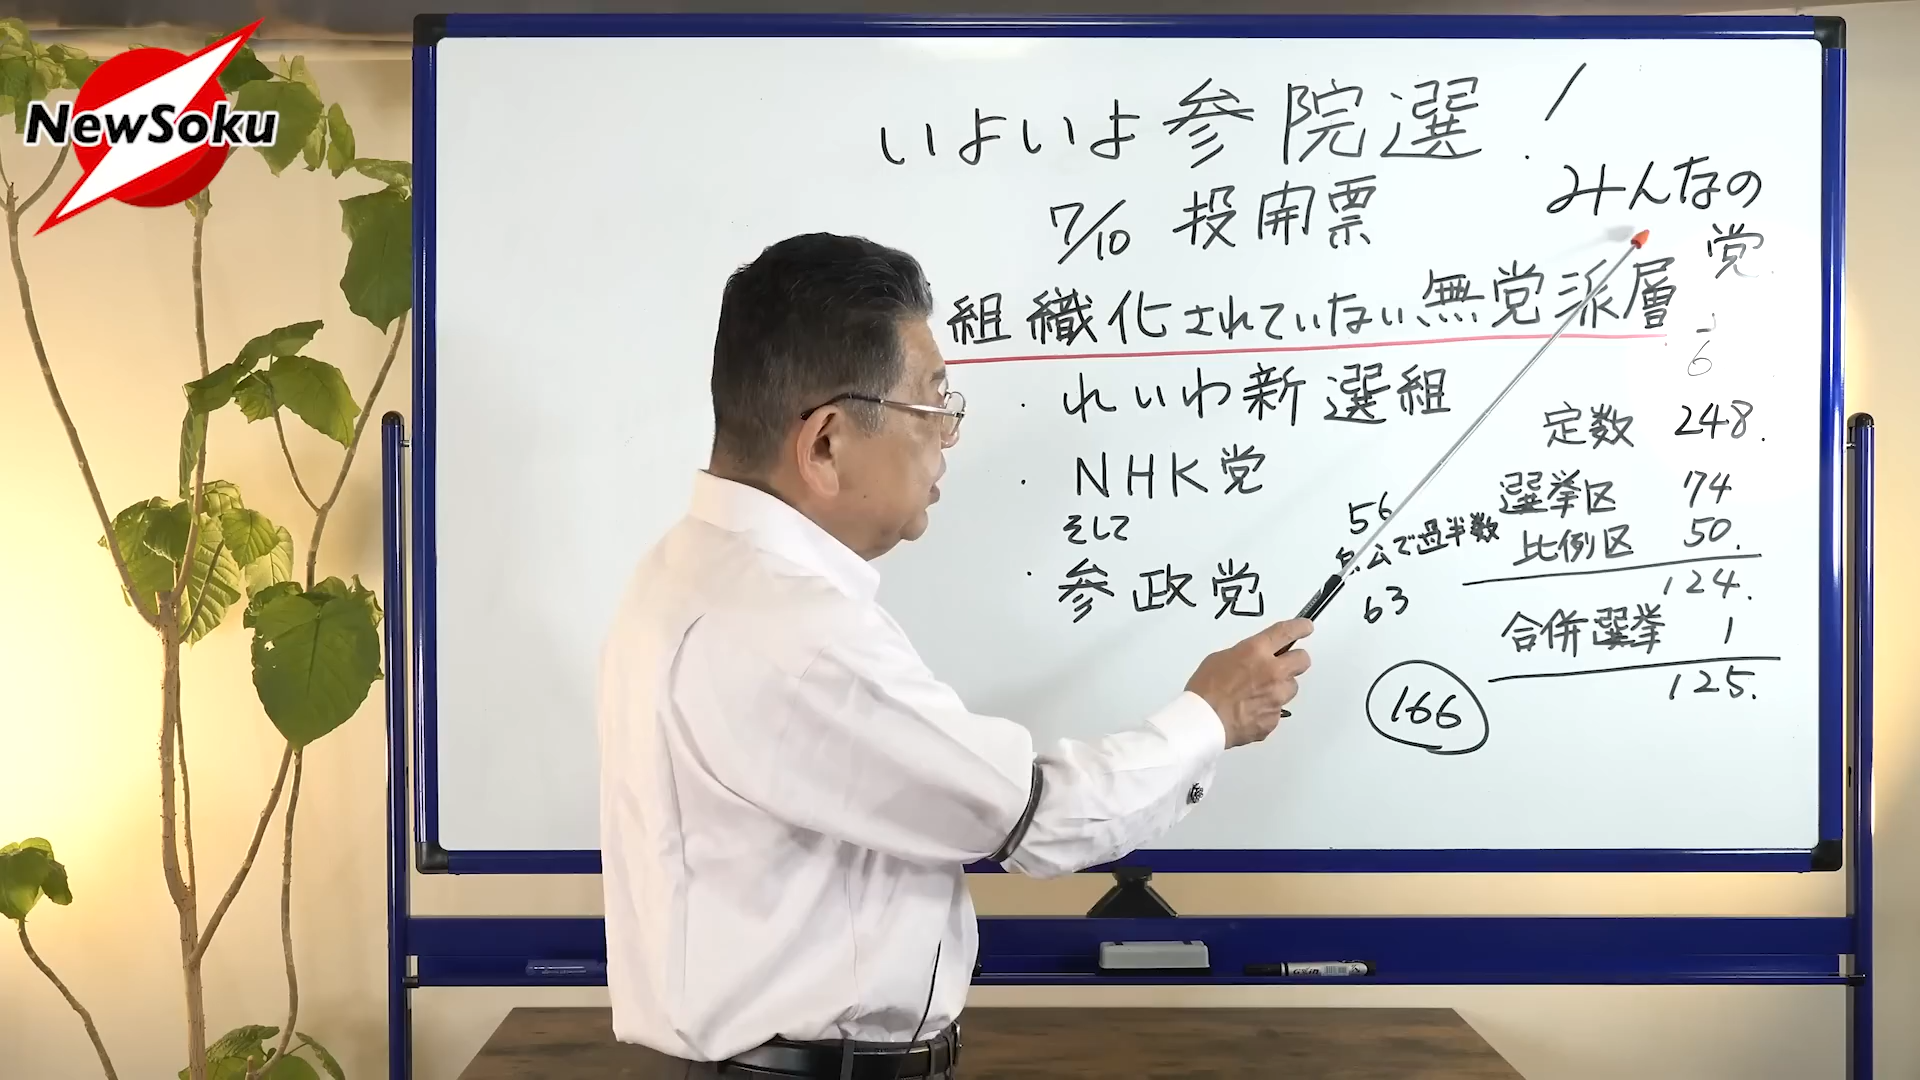 NewSoku
いよいよ参院選!
7/10 投開票
みんなの
党
組織化されていない無党派層
6
・れいわ新選組
・NHK党
そして
・参政党
56
公で過半数
63
166
定数 248.
選挙区 74
比例区 50.
124.
合併選挙 1
125.